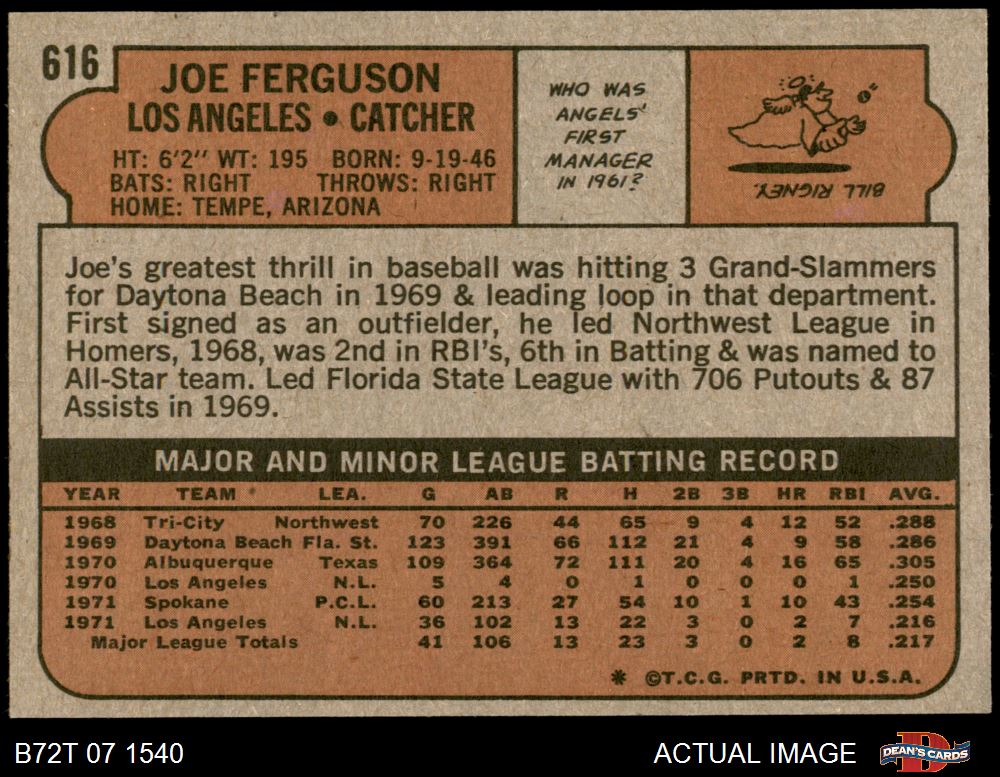 616
JOE FERGUSON
LOS ANGELES • CATCHER
HT: 6'2" WT: 195 BORN: 9-19-46
BATS: RIGHT THROWS: RIGHT
HOME: TEMPE, ARIZONA
WHO WAS
ANGELS'
FIRST
MANAGER
IN 1961?
BILL RIGNEY.
Joe's greatest thrill in baseball was hitting 3 Grand-Slammers
for Daytona Beach in 1969 & leading loop in that department.
First signed as an outfielder, he led Northwest League in
Homers, 1968, was 2nd in RBI's, 6th in Batting & was named to
All-Star team. Led Florida State League with 706 Putouts & 87
Assists in 1969.
MAJOR AND MINOR LEAGUE BATTING RECORD
YEAR TEAM LEA. G AB R H 2B 3B HR RBI AVG.
1968 Tri-City Northwest 70 226 44 65 9 4 12 52 .288
1969 Daytona Beach Fla. St. 123 391 66 112 21 4 9 58 .286
1970 Albuquerque Texas 109 364 72 111 20 4 16 65 .305
1970 Los Angeles N.L. 5 4 0 1 0 0 0 1 .250
1971 Spokane P.C.L. 60 213 27 54 10 1 10 43 .254
1971 Los Angeles N.L. 36 102 13 22 3 0 2 7 .216
Major League Totals 41 106 13 23 3 0 2 8 .217
* ©T.C.G. PRTD. IN U.S.A.
B72T 07 1540
ACTUAL IMAGE
DEAN'S CARDS